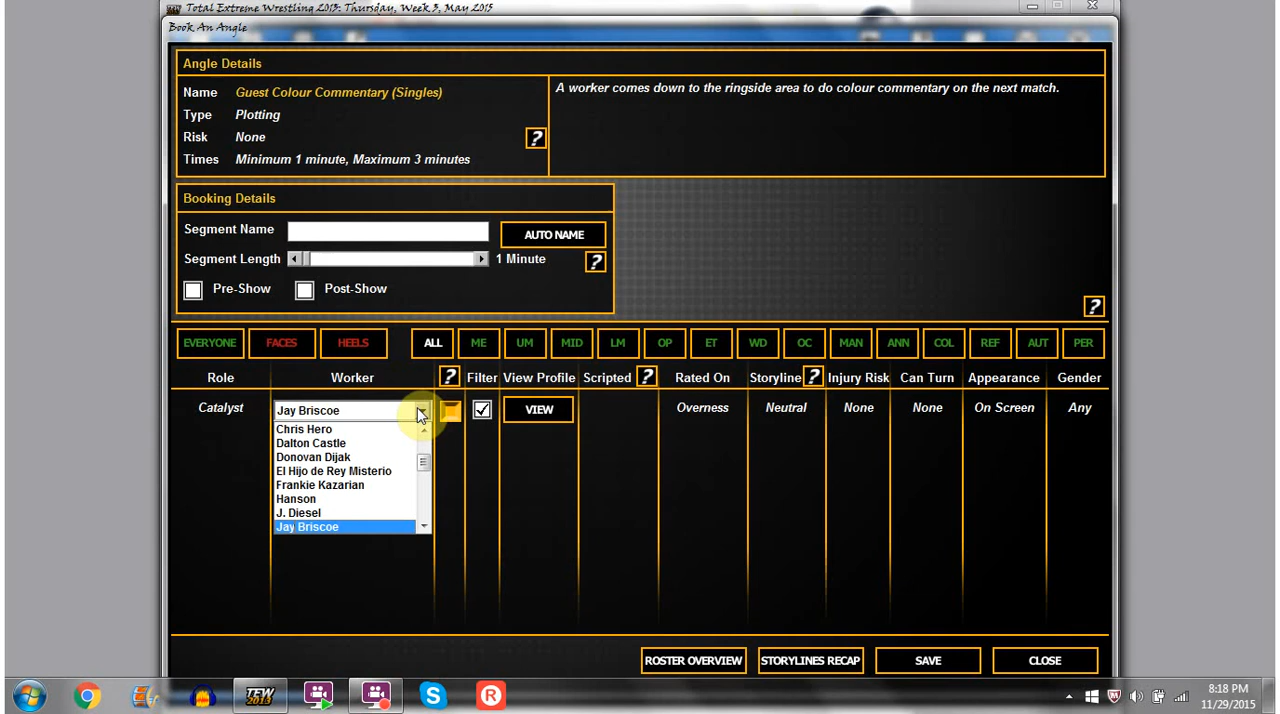 Total Extreme Wrestling 2013: Thursday, Week 3, May 2015
Book An Angle
Angle Details
Name Guest Colour Commentary (Singles)
Type Plotting
Risk None
?
Times Minimum 1 minute, Maximum 3 minutes
A worker comes down to the ringside area to do colour commentary on the next match.
Booking Details
Segment Name AUTO NAME
Segment Length 1 Minute ?
Pre-Show Post-Show
?
EVERYONE FACES HEELS ALL ME UM MID LM OP ET WD OC MAN ANN COL REF AUT PER
Role Worker ? Filter View Profile Scripted ? Rated On Storyline ? Injury Risk Can Turn Appearance Gender
Catalyst Jay Briscoe VIEW Overness Neutral None None On Screen Any
Chris Hero
Dalton Castle
Donovan Dijak
El Hijo de Rey Misterio
Frankie Kazarian
Hanson
J. Diesel
Jay Briscoe
ROSTER OVERVIEW STORYLINES RECAP SAVE CLOSE
TEW 2013 S R
8:18 PM
11/29/2015